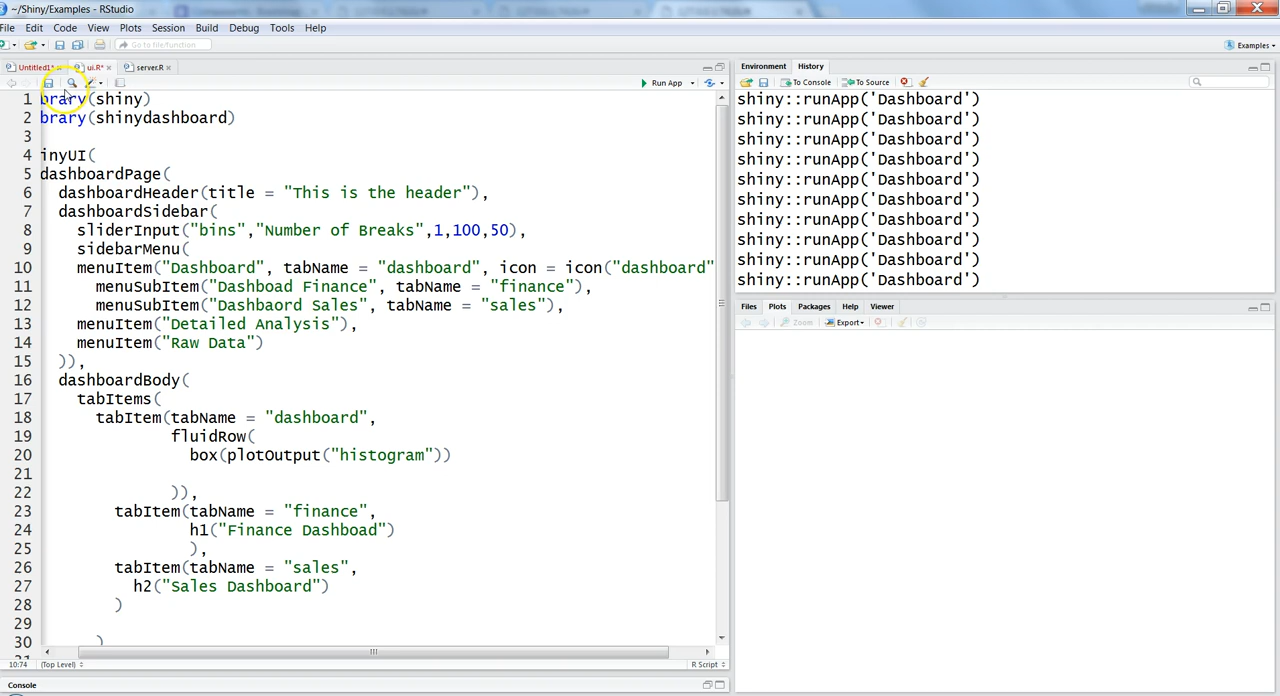 ~/Shiny/Examples - RStudio
File Edit Code View Plots Session Build Debug Tools Help
Go to file/function
Examples
Untitled1* ui.R* server.R
Environment History
Run App
To Console To Source
1 brary(shiny)
2 brary(shinydashboard)
3
4 inyUI(
5 dashboardPage(
6 dashboardHeader(title = "This is the header"),
7 dashboardSidebar(
8 sliderInput("bins","Number of Breaks",1,100,50),
9 sidebarMenu(
10 menuItem("Dashboard", tabName = "dashboard", icon = icon("dashboard"
11 menuSubItem("Dashboad Finance", tabName = "finance"),
12 menuSubItem("Dashbaord Sales", tabName = "sales"),
13 menuItem("Detailed Analysis"),
14 menuItem("Raw Data")
15 )),
16 dashboardBody(
17 tabItems(
18 tabItem(tabName = "dashboard",
19 fluidRow(
20 box(plotOutput("histogram"))
21
22 )),
23 tabItem(tabName = "finance",
24 h1("Finance Dashboad")
25 ),
26 tabItem(tabName = "sales",
27 h2("Sales Dashboard")
28 )
29
30 )
10:74 (Top Level) R Script
Console
shiny::runApp('Dashboard')
shiny::runApp('Dashboard')
shiny::runApp('Dashboard')
shiny::runApp('Dashboard')
shiny::runApp('Dashboard')
shiny::runApp('Dashboard')
shiny::runApp('Dashboard')
shiny::runApp('Dashboard')
shiny::runApp('Dashboard')
shiny::runApp('Dashboard')
Files Plots Packages Help Viewer
Zoom Export